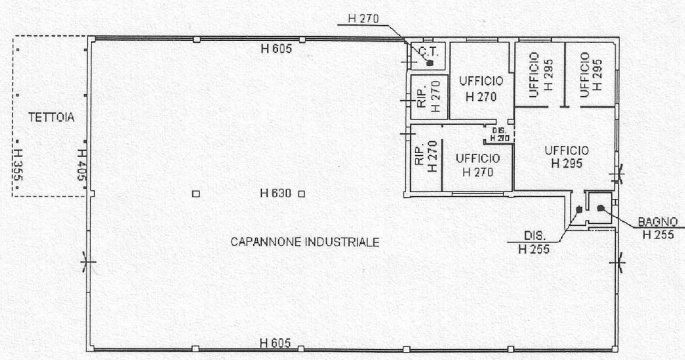 H 270
H 605
C.T.
UFFICIO
H 270
UFFICIO
H 295
UFFICIO
H 295
RIP.
H 270
TETTOIA
H 355
H 405
DIS.
H 270
RIP.
H 270
UFFICIO
H 270
UFFICIO
H 295
H 630
CAPANNONE INDUSTRIALE
DIS.
H 255
BAGNO
H 255
H 605